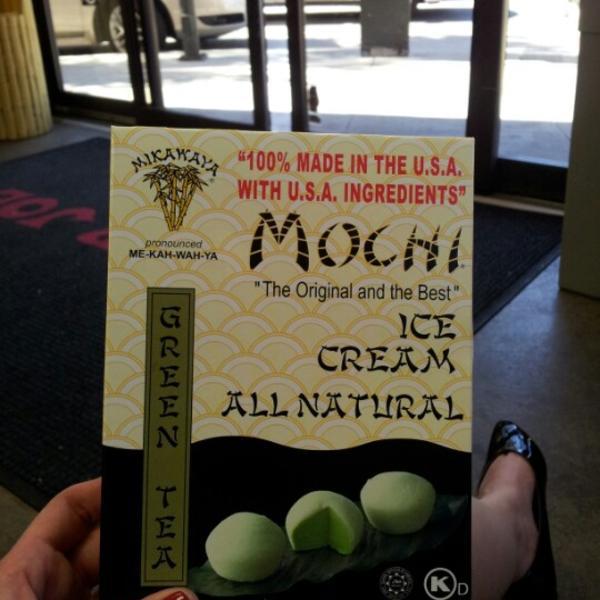 MIKAWAYA
pronounced
ME-KAH-WAH-YA
"100% MADE IN THE U.S.A.
WITH U.S.A. INGREDIENTS"
MOCHI
"The Original and the Best"
ICE
CREAM
ALL NATURAL
GREEN TEA
K D
JOE